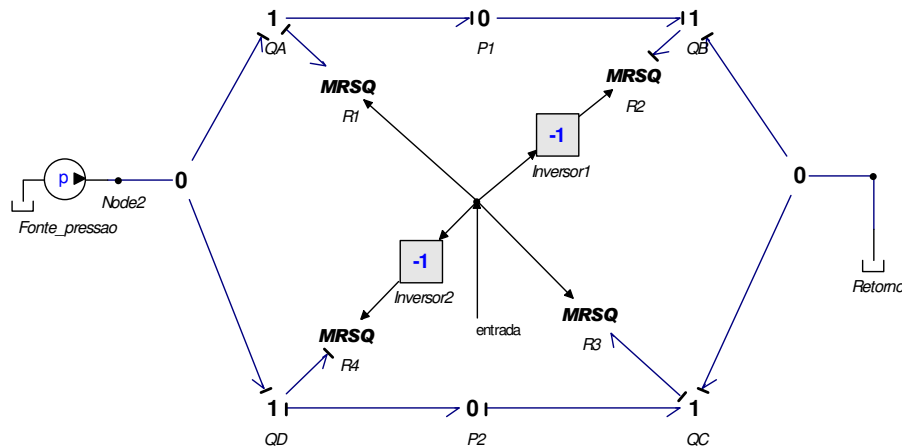 1
0
1
QA
P1
QB
MRSQ
R1
MRSQ
R2
-1
Inversor1
p
Node2
0
0
Fonte_pressao
-1
Inversor2
Retorno
entrada
MRSQ
R3
MRSQ
R4
1
0
1
QD
P2
QC